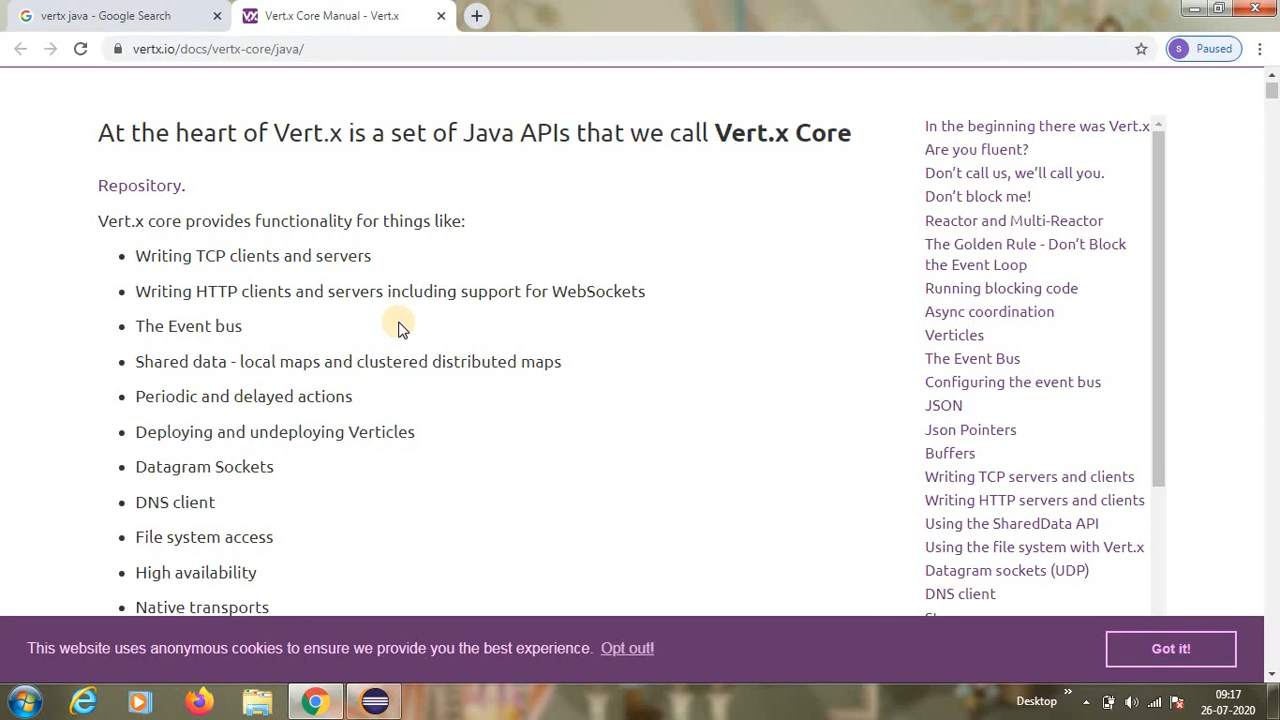 vertx java - Google Search
Vert.x Core Manual - Vert.x
vertx.io/docs/vertx-core/java/
S Paused
At the heart of Vert.x is a set of Java APIs that we call Vert.x Core
Repository.
Vert.x core provides functionality for things like:
• Writing TCP clients and servers
• Writing HTTP clients and servers including support for WebSockets
• The Event bus
• Shared data - local maps and clustered distributed maps
• Periodic and delayed actions
• Deploying and undeploying Verticles
• Datagram Sockets
• DNS client
• File system access
• High availability
• Native transports
In the beginning there was Vert.x
Are you fluent?
Don’t call us, we’ll call you.
Don’t block me!
Reactor and Multi-Reactor
The Golden Rule - Don’t Block
the Event Loop
Running blocking code
Async coordination
Verticles
The Event Bus
Configuring the event bus
JSON
Json Pointers
Buffers
Writing TCP servers and clients
Writing HTTP servers and clients
Using the SharedData API
Using the file system with Vert.x
Datagram sockets (UDP)
DNS client
This website uses anonymous cookies to ensure we provide you the best experience. Opt out!
Got it!
Desktop
09:17
26-07-2020